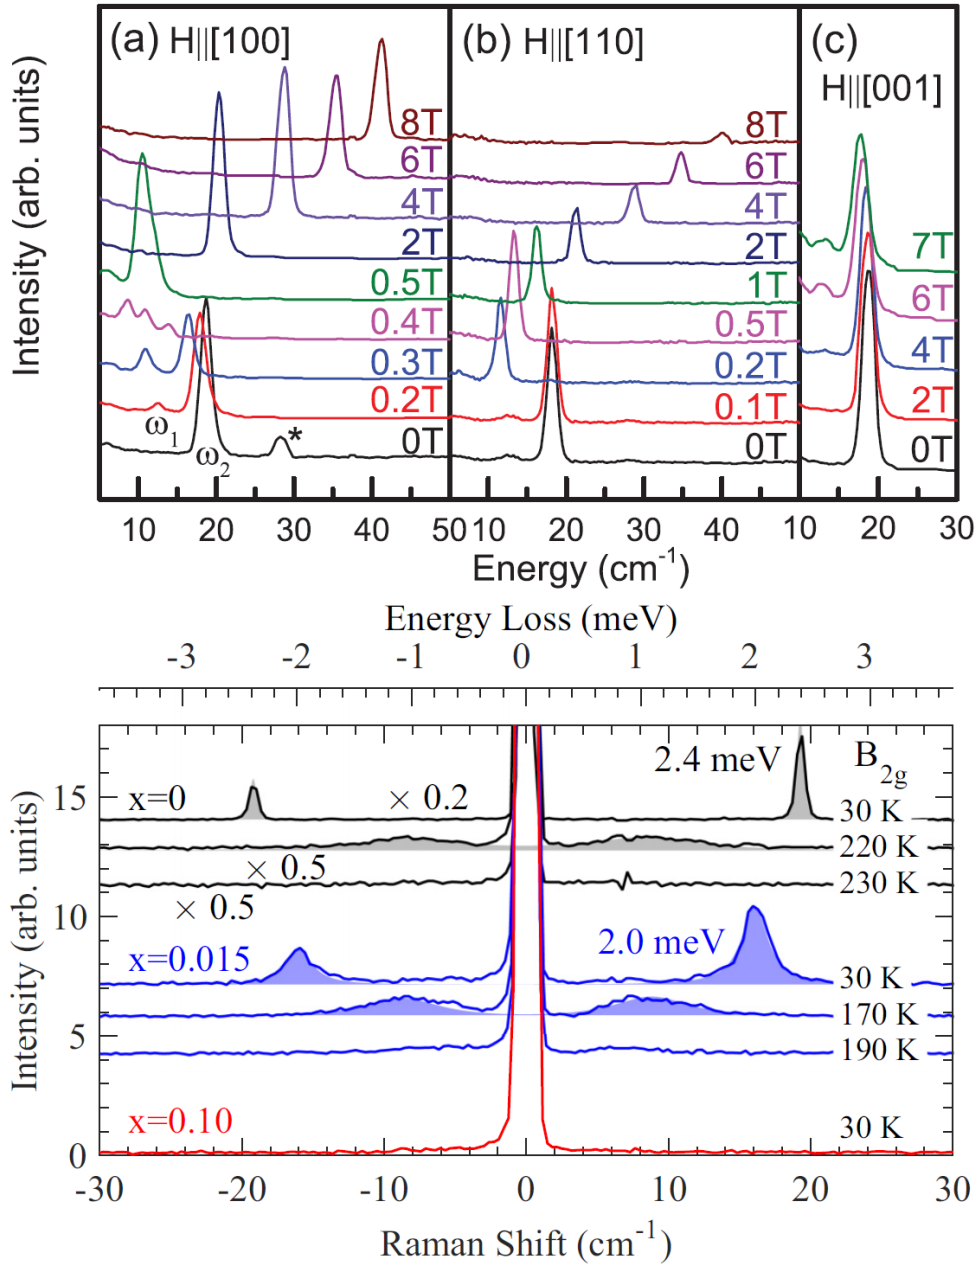 (a) H||[100]
(b) H||[110]
(c)
H||[001]
Intensity (arb. units)
8T
6T
4T
2T
0.5T
0.4T
0.3T
0.2T
0T
ω1
ω2
*
8T
6T
4T
2T
1T
0.5T
0.2T
0.1T
0T
7T
6T
4T
2T
0T
10 20 30 40 50 10 20 30 40 10 20 30
Energy (cm-1)
Energy Loss (meV)
-3 -2 -1 0 1 2 3
Intensity (arb. units)
15
10
5
0
x=0
× 0.2
2.4 meV
B2g
30 K
220 K
× 0.5
230 K
× 0.5
x=0.015
2.0 meV
30 K
170 K
190 K
x=0.10
30 K
-30 -20 -10 0 10 20 30
Raman Shift (cm-1)